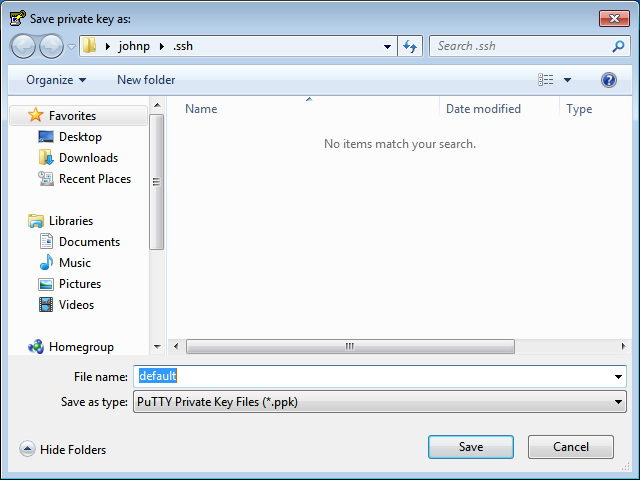 Save private key as:
johnp .ssh
Search .ssh
Organize New folder
Name Date modified Type
No items match your search.
Favorites
Desktop
Downloads
Recent Places
Libraries
Documents
Music
Pictures
Videos
Homegroup
File name: default
Save as type: PuTTY Private Key Files (*.ppk)
Hide Folders
Save Cancel